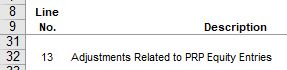 8 Line
9 No. Description
31
32 13 Adjustments Related to PRP Equity Entries